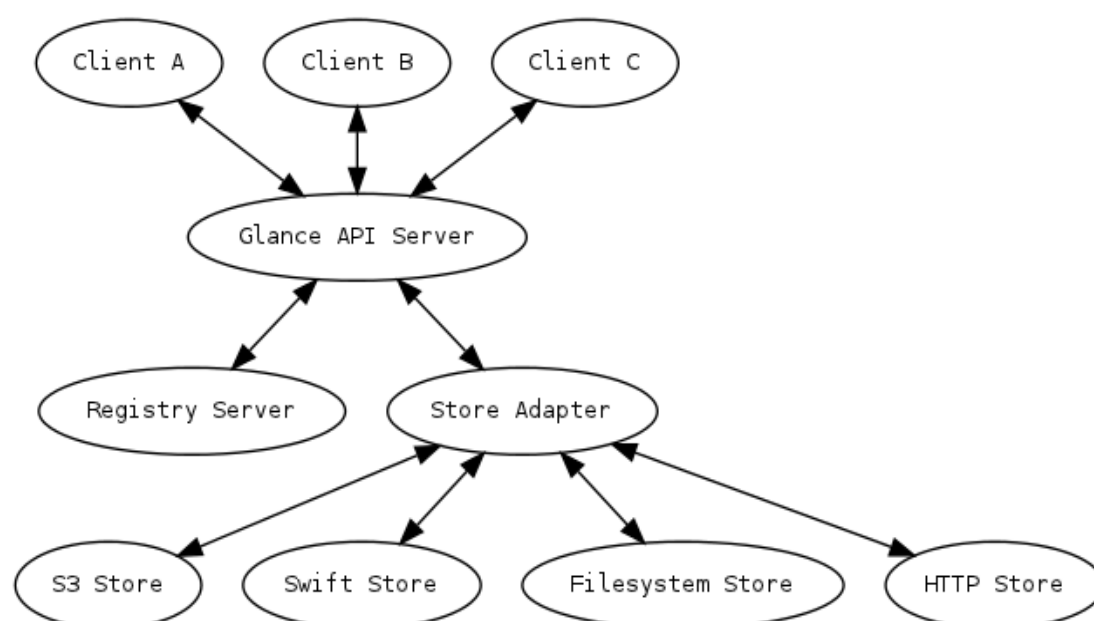 Client A
Client B
Client C
Glance API Server
Registry Server
Store Adapter
S3 Store
Swift Store
Filesystem Store
HTTP Store